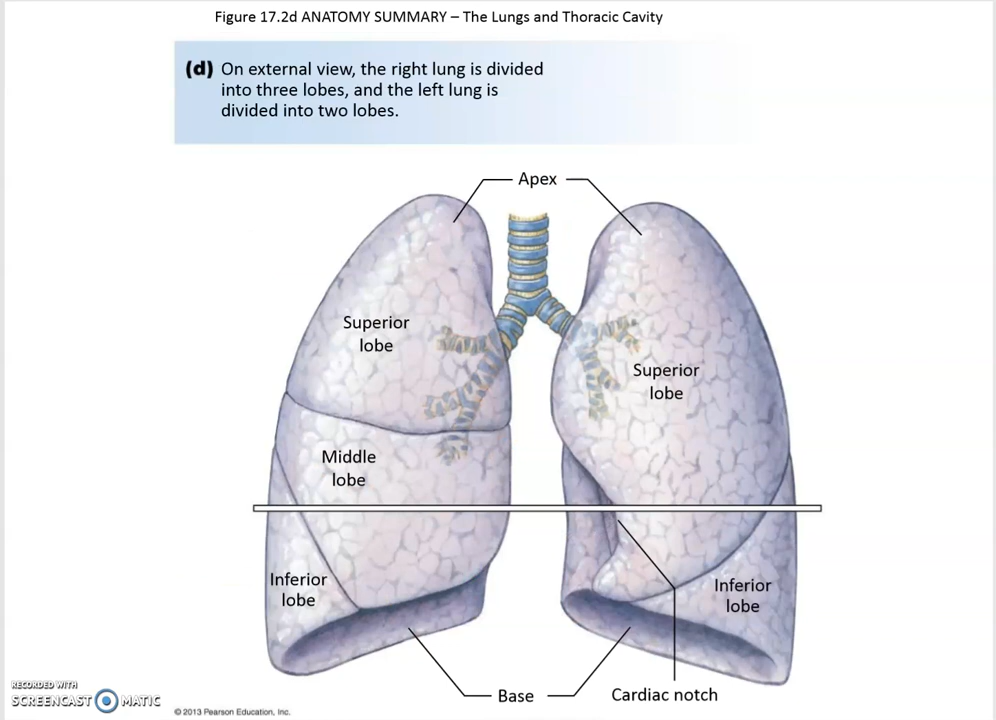 Figure 17.2d ANATOMY SUMMARY – The Lungs and Thoracic Cavity
(d) On external view, the right lung is divided
into three lobes, and the left lung is
divided into two lobes.
Apex
Superior
lobe
Superior
lobe
Middle
lobe
Inferior
lobe
Inferior
lobe
Base
Cardiac notch
RECORDED WITH
SCREENCAST MATIC
© 2013 Pearson Education, Inc.